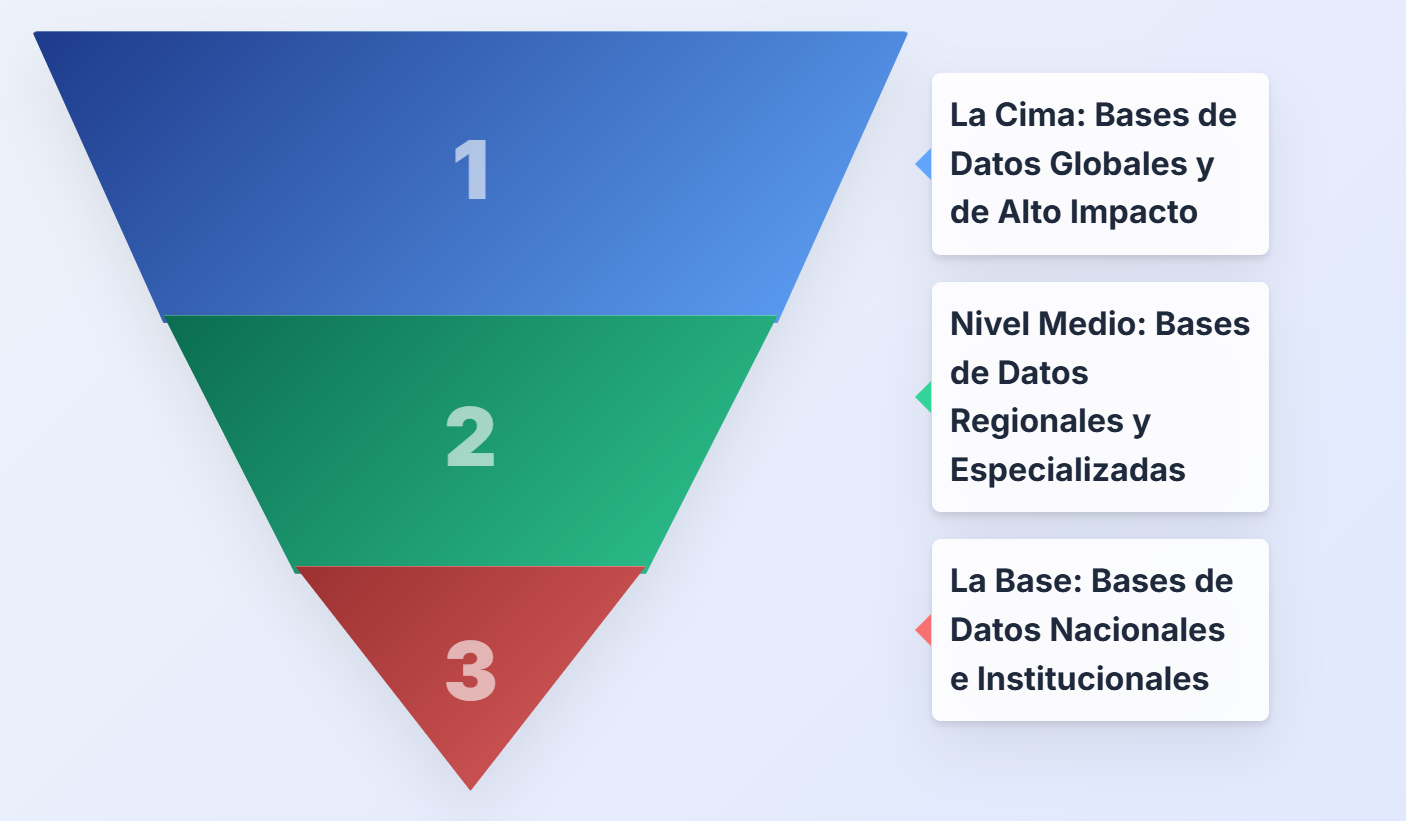 1
La Cima: Bases de
Datos Globales y
de Alto Impacto
2
Nivel Medio: Bases
de Datos
Regionales y
Especializadas
3
La Base: Bases de
Datos Nacionales
e Institucionales